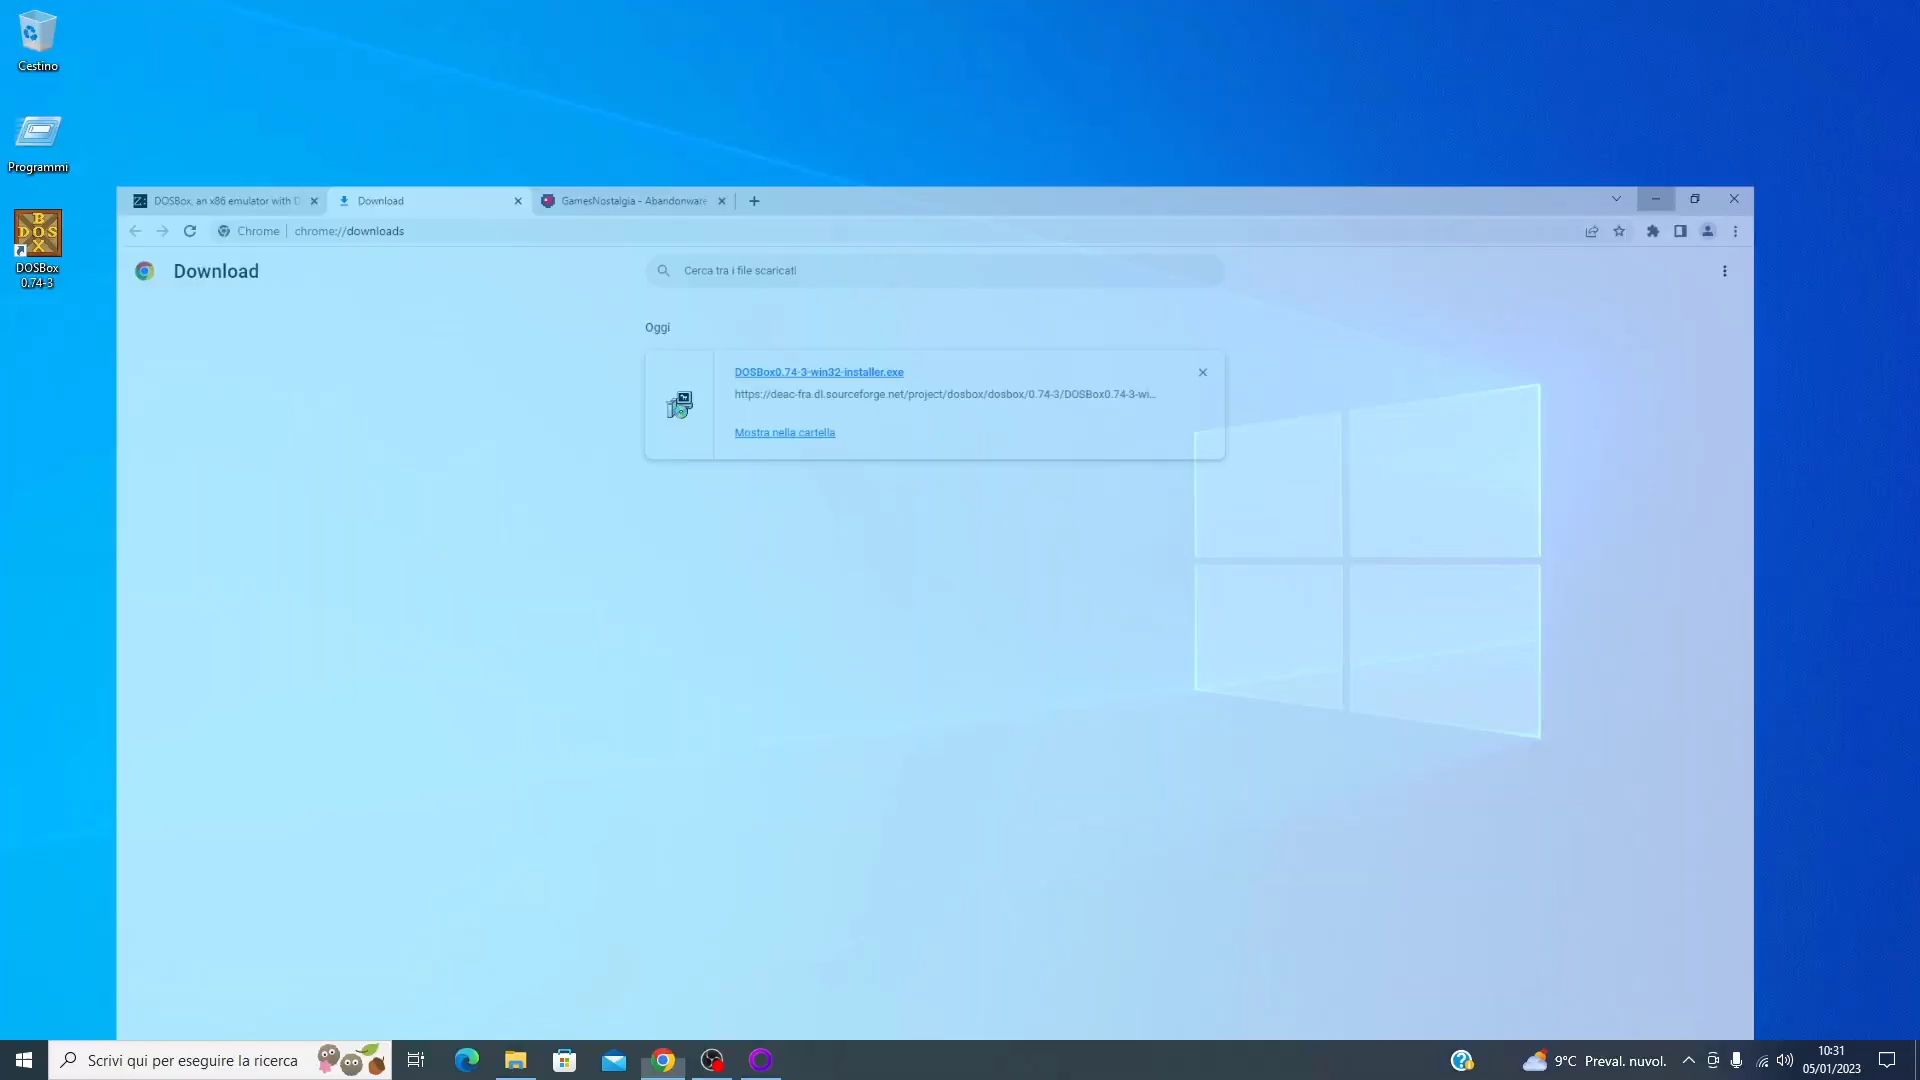 Cestino
Programmi
DOSBox
0.74-3
DOSBox, an x86 emulator with D
Download
GamesNostalgia - Abandonware
Chrome
chrome://downloads
Download
Cerca tra i file scaricati
Oggi
DOSBox0.74-3-win32-installer.exe
https://deac-fra.dl.sourceforge.net/project/dosbox/dosbox/0.74-3/DOSBox0.74-3-wi...
Mostra nella cartella
Scrivi qui per eseguire la ricerca
9°C Preval. nuvol.
10:31
05/01/2023